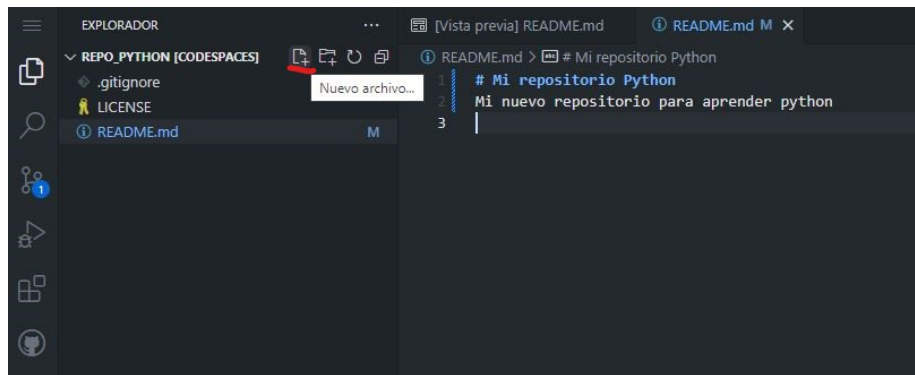 EXPLORADOR
REPO_PYTHON [CODESPACES]
Nuevo archivo...
.gitignore
LICENSE
README.md M
1
[Vista previa] README.md
README.md M
README.md > # Mi repositorio Python
1 # Mi repositorio Python
2 Mi nuevo repositorio para aprender python
3